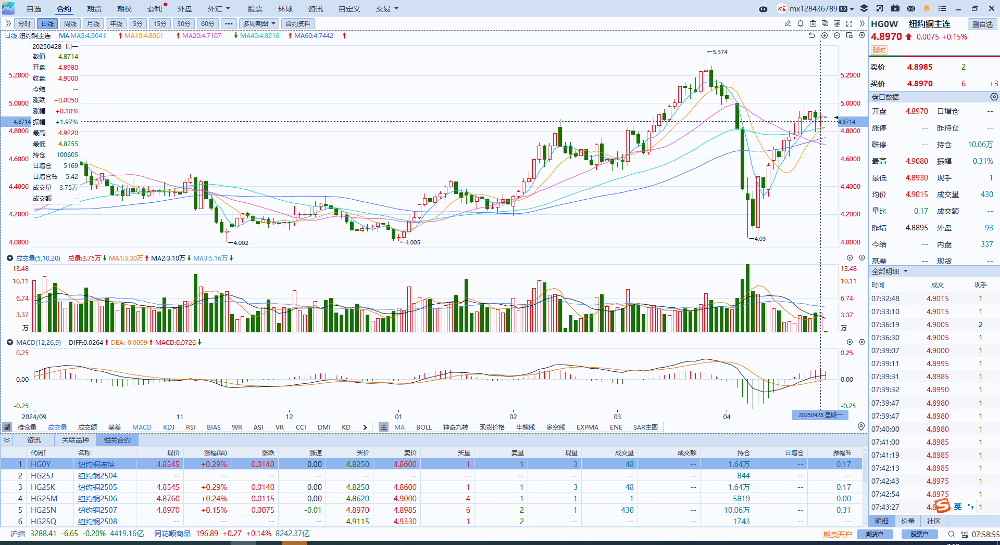 自选 合约 期货 期权 套利 外盘 外汇 股票 环球 资讯 自定义 交易 mx128436789 L2
分时 日线 周线 月线 年线 5分 15分 30分 60分 ••• 多周期图 合约资料
HG0W 纽约铜主连 删自选
日线 纽约铜主连 MA MA5:4.9041 MA10:4.8061 MA20:4.7107 MA40:4.8216 MA60:4.7442
4.8970 0.0075 +0.15%
延时
20250428 周一
数值 4.8714
开盘 4.8980
收盘 4.9000
今结 --
涨跌 +0.0050
涨幅 +0.10%
振幅 +1.97%
最高 4.9220
最低 4.8255
持仓 100605
日增仓 5169
日增仓% 5.42
成交量 3.75万
成交额 --
5.2000
5.0000
4.8714
4.8000
4.6000
4.4000
4.2000
4.0000
←5.374
←4.002
←4.005
←4.03
5.2000
5.0000
4.8714
4.8000
4.6000
4.4000
4.2000
4.0000
卖价 4.8985 2
买价 4.8970 6 +3
盘口数据
开盘 4.8970 日增仓 --
涨停 -- 昨持仓 --
跌停 -- 持仓 10.06万
最高 4.9080 振幅 0.31%
最低 4.8930 现手 1
均价 4.9015 成交量 430
量比 0.17 成交额 --
昨结 4.8895 外盘 93
今结 -- 内盘 337
基差 -- 现货 --
成交量(5,10,20) 总量:3.75万 MA1:3.30万 MA2:3.10万 MA3:5.16万
13.48 13.48
10.11 10.11
6.74 6.74
3.37 3.37
万 万
MACD(12,26,9) DIFF:0.0264 DEA:-0.0099 MACD:0.0726
0.25 0.25
0.00 0.00
-0.25 -0.25
2024/09 11 12 01 02 03 04 20250428 星期一
全部明细
时间 成交 现手
07:32:48 4.9015 1
07:33:10 4.9015 1
07:36:19 4.9005 2
07:36:30 4.9005 1
07:39:07 4.9000 1
07:39:11 4.8995 1
07:39:31 4.8985 1
07:39:32 4.8990 1
07:39:47 4.8980 1
07:39:47 4.8980 1
07:40:00 4.8980 1
07:41:00 4.8985 1
07:41:19 4.8985 1
07:42:13 4.8985 1
07:42:43 4.8975 1
07:42:54 4.8975 1
07:43:27 4.8 1
S 英
明细 价量 社区
副 持仓量 成交量 成交额 基差 MACD KDJ RSI BIAS WR ASI VR CCI DMI KD 主 MA BOLL 神奇九转 现货价格 牛熊线 多空线 EXPMA ENE SAR主图
资讯 关联品种 相关合约
代码↑ 名称 现价 涨幅(结) 涨跌 涨速 买价 卖价 买量 卖量 现量 成交量 成交额 持仓 日增仓 振幅%
1 HG0Y 纽约铜连续 4.8545 +0.29% 0.0140 0.00 4.8250 4.8600 1 1 3 48 -- 1.64万 -- 0.17
2 HG25J 纽约铜2504 -- -- -- -- -- -- -- -- -- -- -- 844 -- --
3 HG25K 纽约铜2505 4.8545 +0.29% 0.0140 0.00 4.8250 4.8600 1 1 3 48 -- 1.64万 -- 0.17
4 HG25M 纽约铜2506 4.8760 +0.24% 0.0115 0.00 4.8620 4.9000 4 1 1 1 -- 5819 -- 0.00
5 HG25N 纽约铜2507 4.8970 +0.15% 0.0075 -0.01 4.8970 4.8985 6 2 1 430 -- 10.06万 -- 0.31
6 HG25Q 纽约铜2508 -- -- -- -- 4.9115 4.9330 1 2 -- -- -- 1743 -- --
沪指 3288.41 -6.65 -0.20% 4419.16亿 同花顺商品 196.89 +0.27 +0.14% 8242.37亿 期货开户 期货户 股票户 07:58:55